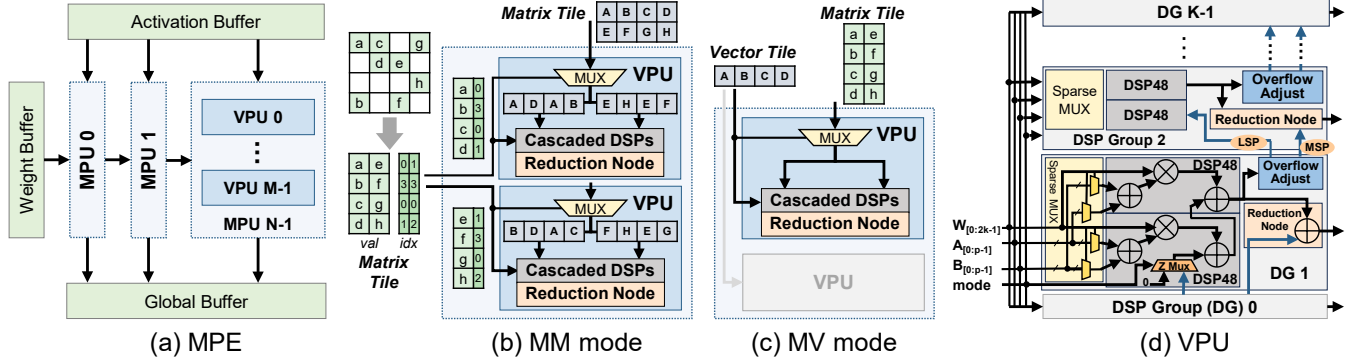 Activation Buffer
Weight Buffer
MPU 0
MPU 1
VPU 0
VPU M-1
MPU N-1
Global Buffer
(a) MPE
a c g
d e
h
b f
a e
b f
c g
d h
0 1
3 3
0 0
1 2
val idx
Matrix
Tile
Matrix Tile
A B C D
E F G H
VPU
MUX
a 0
b 3
c 0
d 1
A D A B
E H E F
Cascaded DSPs
Reduction Node
VPU
MUX
e 1
f 3
g 0
h 2
B D A C
F H E G
Cascaded DSPs
Reduction Node
(b) MM mode
Matrix
Tile
a e
b f
c g
d h
Vector Tile
A B C D
VPU
MUX
Cascaded DSPs
Reduction Node
VPU
(c) MV mode
DG K-1
Sparse
MUX
DSP48
DSP48
Overflow
Adjust
Reduction Node
DSP Group 2
LSP
MSP
Sparse MUX
DSP48
Overflow
Adjust
Reduction
Node
W[0:2k-1]
A[0:p-1]
B[0:p-1]
mode
0
Z Mux
DSP48
DG 1
DSP Group (DG) 0
(d) VPU